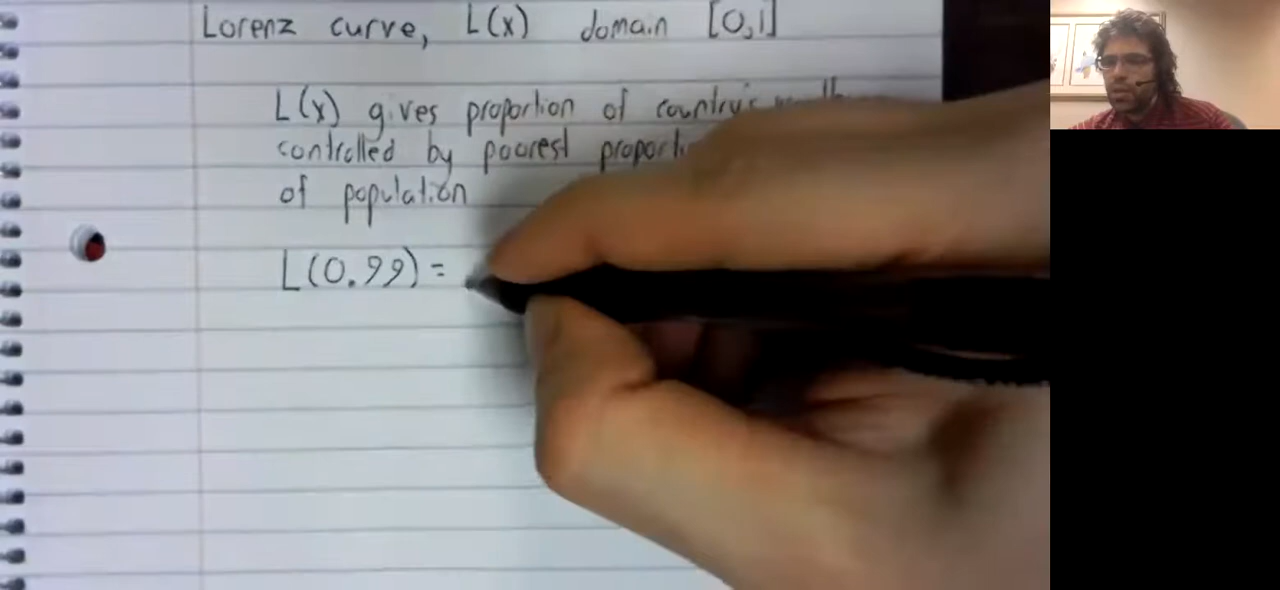 Lorenz curve, L(x) domain [0,1]
L(x) gives proportion of country's
controlled by poorest
of population
L(0.99) =